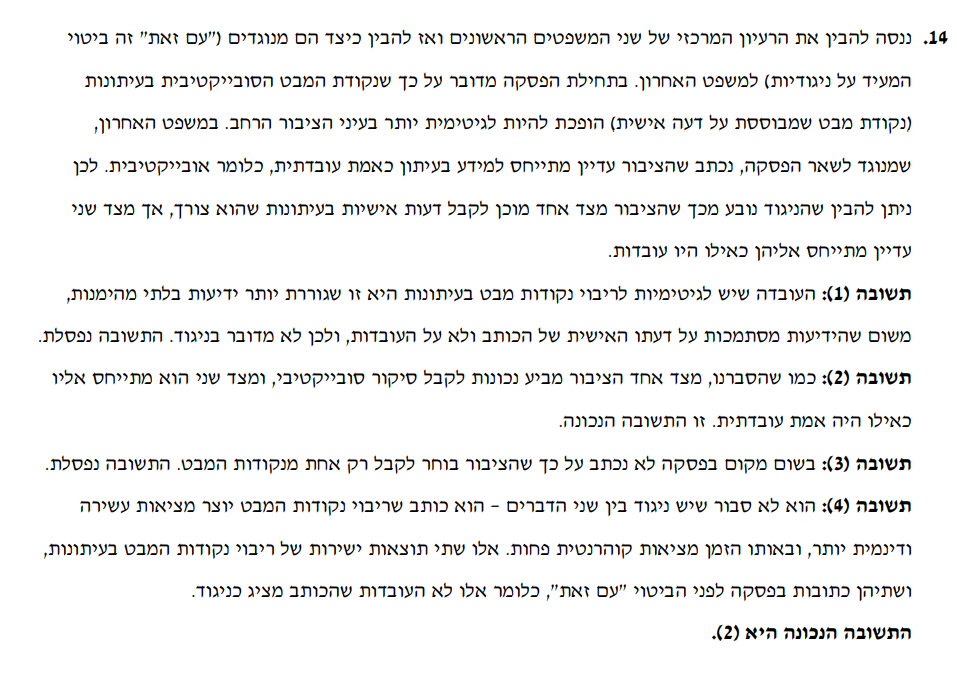 14. ננסה להבין את הרעיון המרכזי של שני המשפטים הראשונים ואז להבין כיצד הם מנוגדים ("עם זאת" זה ביטוי
המעיד על ניגודיות) למשפט האחרון. בתחילת הפסקה מדובר על כך שנקודת המבט הסובייקטיבית בעיתונות
(נקודת מבט שמבוססת על דעה אישית) הופכת להיות לגיטימית יותר בעיני הציבור הרחב. במשפט האחרון,
שמנוגד לשאר הפסקה, נכתב שהציבור עדיין מתייחס למידע בעיתון כאמת עובדתית, כלומר אובייקטיבית. לכן
ניתן להבין שהניגוד נובע מכך שהציבור מצד אחד מוכן לקבל דעות אישיות בעיתונות שהוא צורך, אך מצד שני
עדיין מתייחס אליהן כאילו היו עובדות.
תשובה (1): העובדה שיש לגיטימיות לריבוי נקודות מבט בעיתונות היא זו שגוררת יותר ידיעות בלתי מהימנות,
משום שהידיעות מסתמכות על דעתו האישית של הכותב ולא על העובדות, ולכן לא מדובר בניגוד. התשובה נפסלת.
תשובה (2): כמו שהסברנו, מצד אחד הציבור מביע נכונות לקבל סיקור סובייקטיבי, ומצד שני הוא מתייחס אליו
כאילו היה אמת עובדתית. זו התשובה הנכונה.
תשובה (3): בשום מקום בפסקה לא נכתב על כך שהציבור בוחר לקבל רק אחת מנקודות המבט. התשובה נפסלת.
תשובה (4): הוא לא סבור שיש ניגוד בין שני הדברים – הוא כותב שריבוי נקודות המבט יוצר מציאות עשירה
ודינמית יותר, ובאותו הזמן מציאות קוהרנטית פחות. אלו שתי תוצאות ישירות של ריבוי נקודות המבט בעיתונות,
ושתיהן כתובות בפסקה לפני הביטוי "עם זאת", כלומר אלו לא העובדות שהכותב מציג כניגוד.
התשובה הנכונה היא (2).